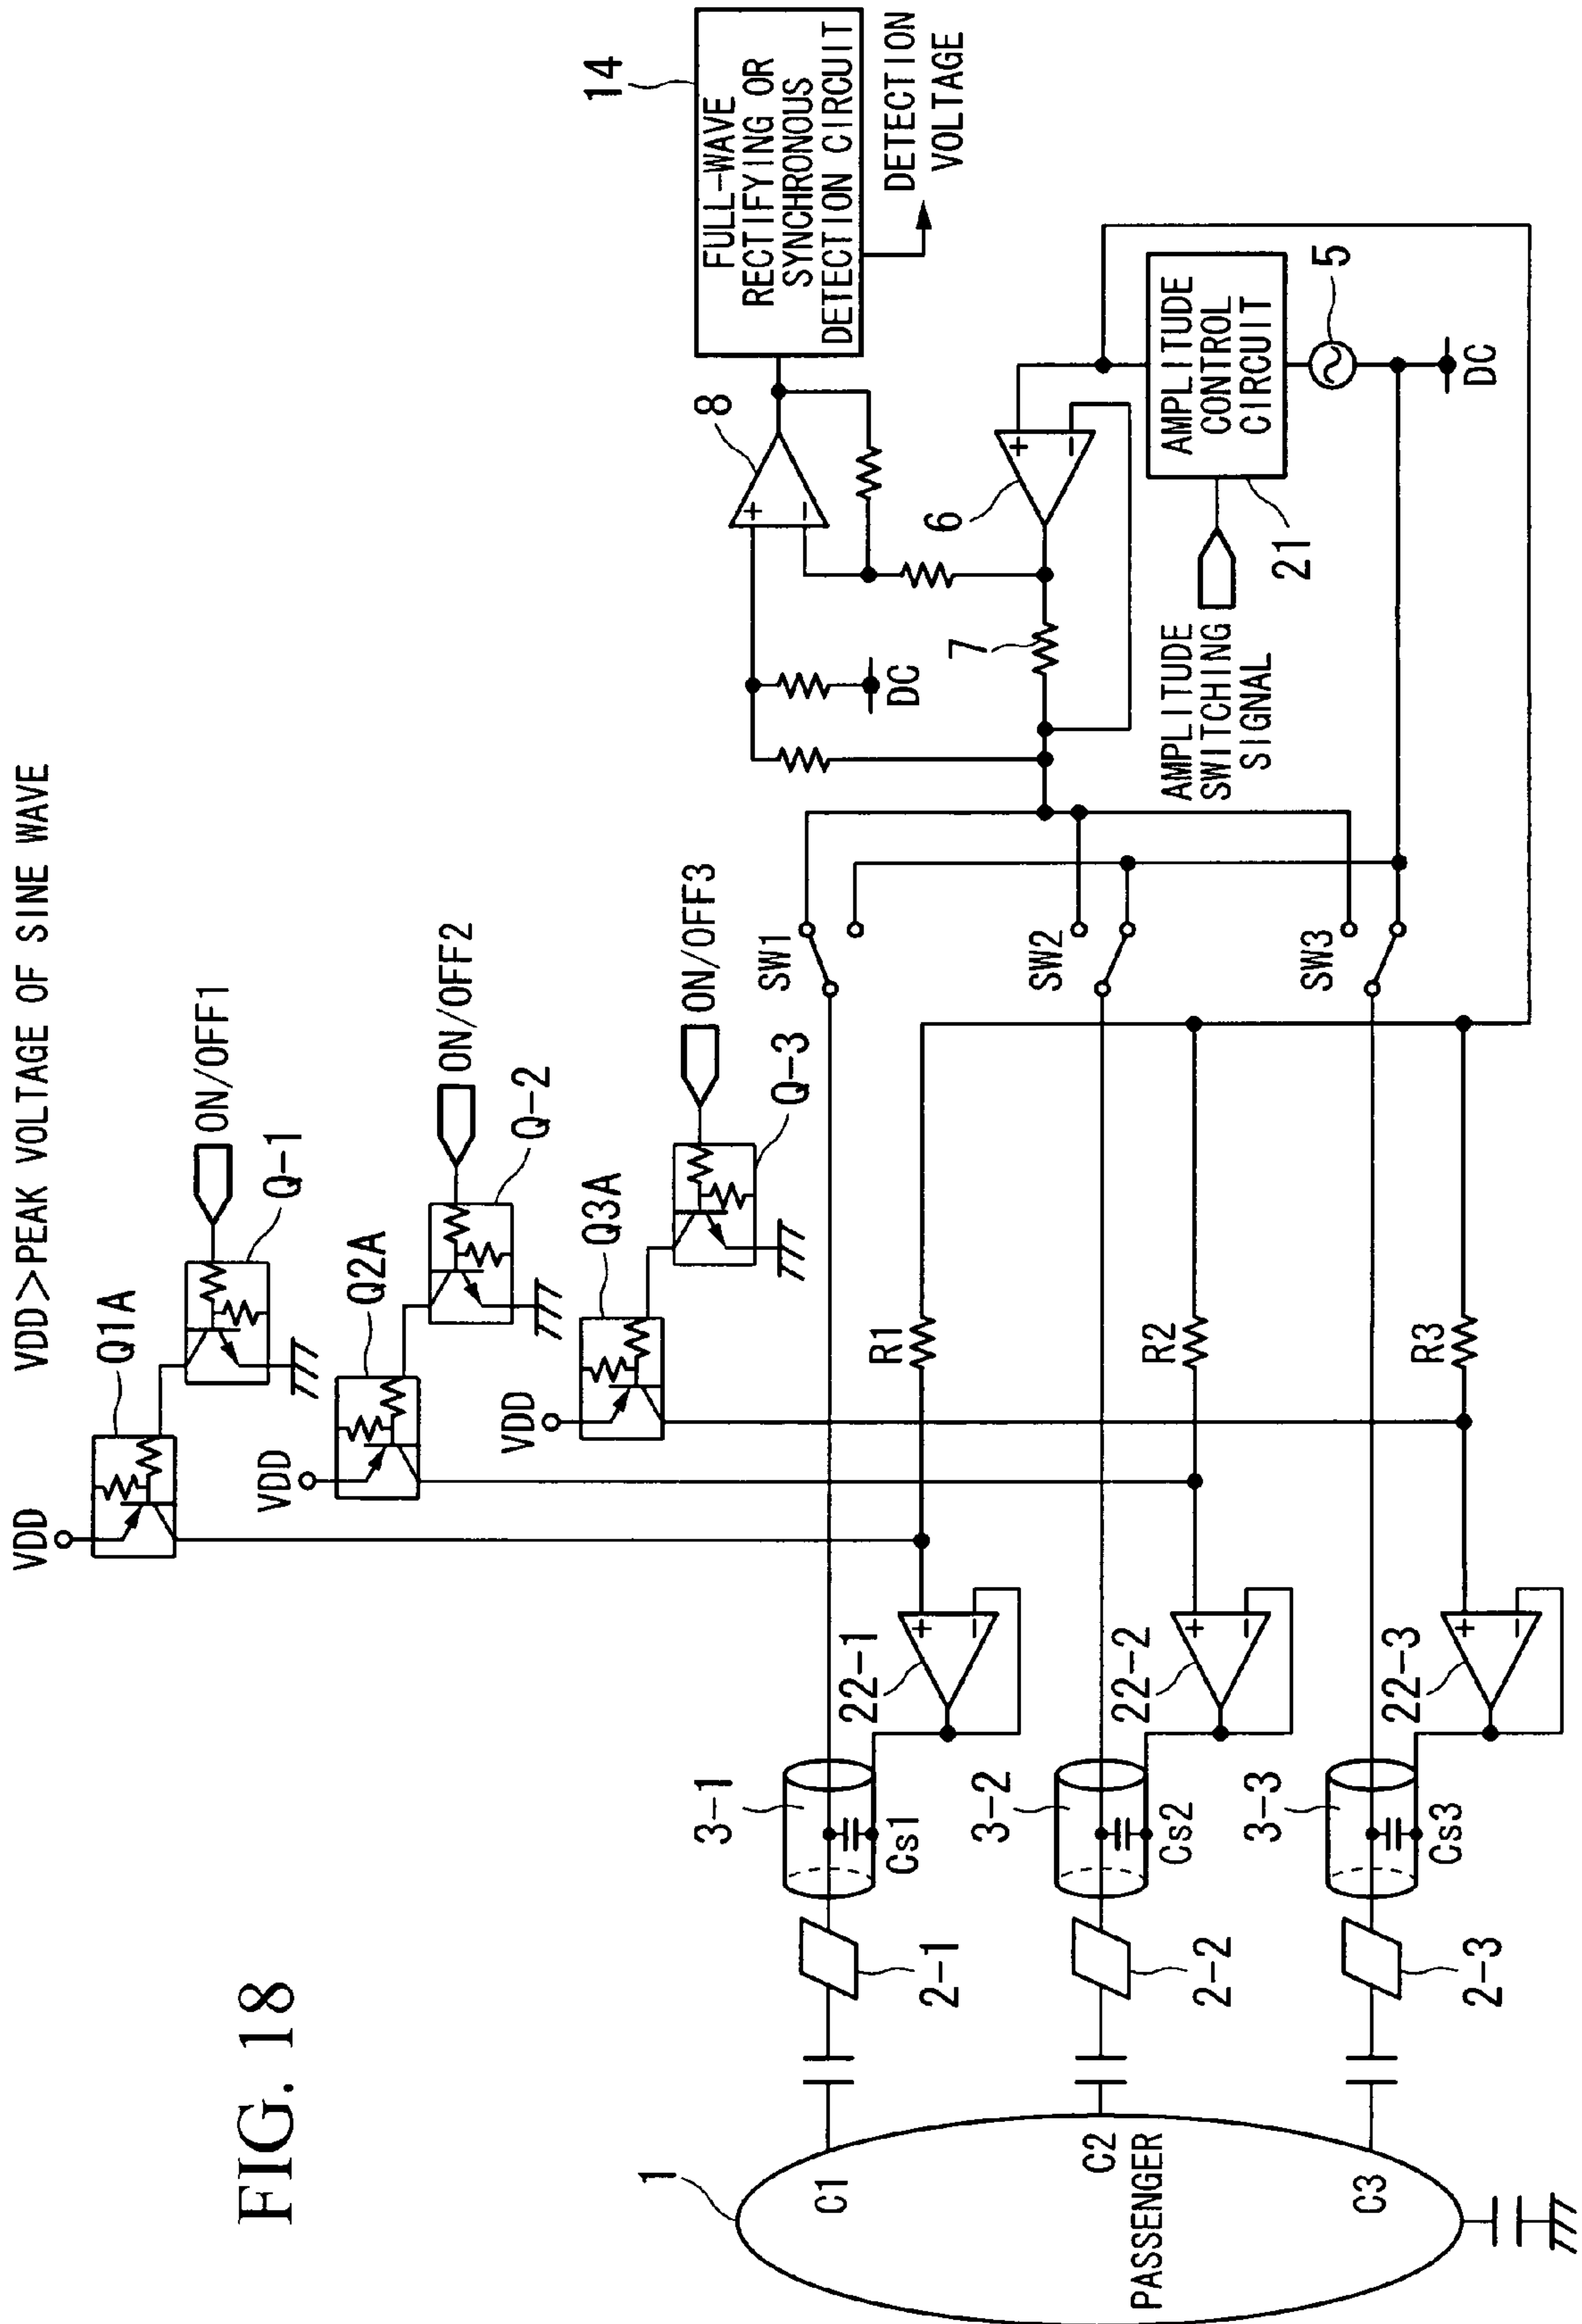 FIG. 18
VDD>PEAK VOLTAGE OF SINE WAVE
VDD
Q1A
Q-1
ON/OFF1
VDD
Q2A
Q-2
ON/OFF2
VDD
Q3A
Q-3
ON/OFF3
14
FULL-WAVE
RECTIFYING OR
SYNCHRONOUS
DETECTION CIRCUIT
DETECTION
VOLTAGE
8
+
−
DC
7
6
+
−
AMPLITUDE
SWITCHING
SIGNAL
21
AMPLITUDE
CONTROL
CIRCUIT
5
DC
SW1
SW2
SW3
R1
R2
R3
22-1
+
−
22-2
+
−
22-3
+
−
3-1
Cs1
3-2
Cs2
3-3
Cs3
2-1
2-2
2-3
1
C1
C2
PASSENGER
C3